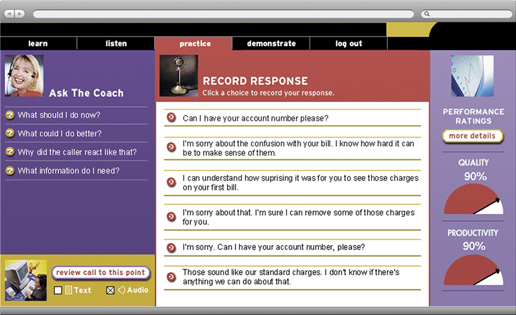 learn
listen
practice
demonstrate
log out
Ask The Coach
What should I do now?
What could I do better?
Why did the caller react like that?
What information do I need?
review call to this point
Text
Audio
RECORD RESPONSE
Click a choice to record your response.
Can I have your account number please?
I'm sorry about the confusion with your bill. I know how hard it can
be to make sense of them.
I can understand how suprising it was for you to see those charges
on your first bill.
I'm sorry about that. I'm sure I can remove some of those charges
for you.
I'm sorry. Can I have your account number, please?
Those sound like our standard charges. I don't know if there's
anything we can do about that.
PERFORMANCE
RATINGS
more details
QUALITY
90%
PRODUCTIVITY
90%